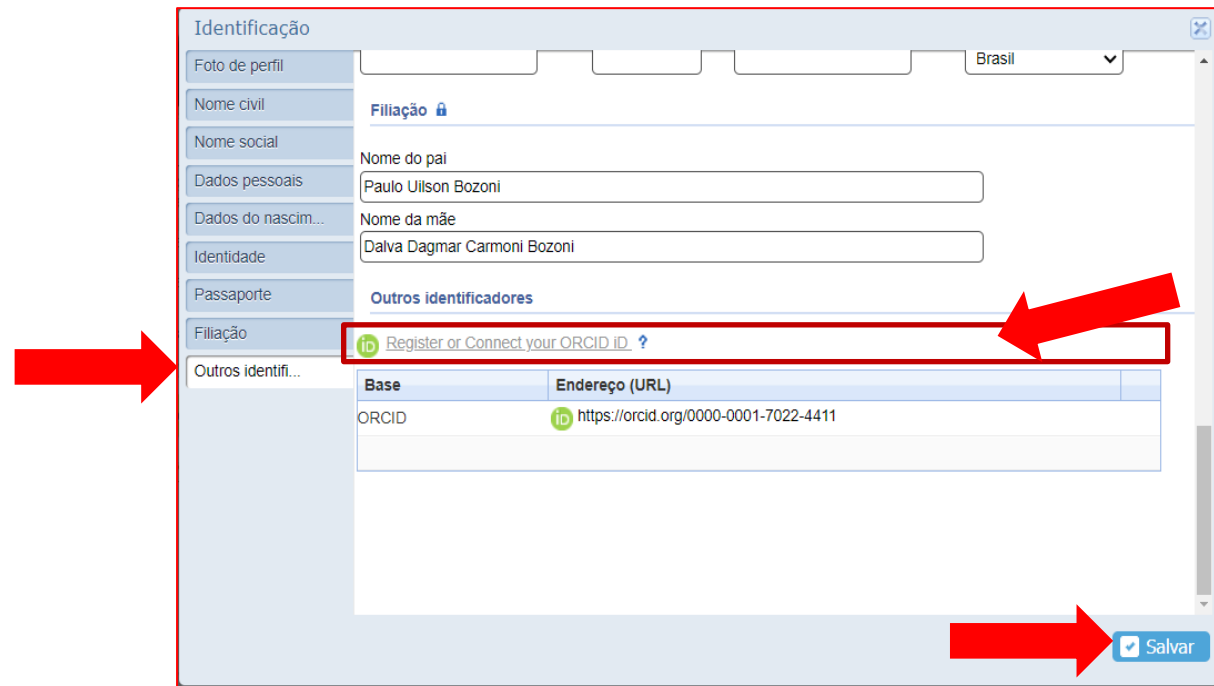 Identificação
Foto de perfil
Nome civil
Nome social
Dados pessoais
Dados do nascim...
Identidade
Passaporte
Filiação
Outros identifi...
Brasil
Filiação
Nome do pai
Paulo Uilson Bozoni
Nome da mãe
Dalva Dagmar Carmoni Bozoni
Outros identificadores
iD Register or Connect your ORCID iD ?
Base Endereço (URL)
ORCID iD https://orcid.org/0000-0001-7022-4411
Salvar